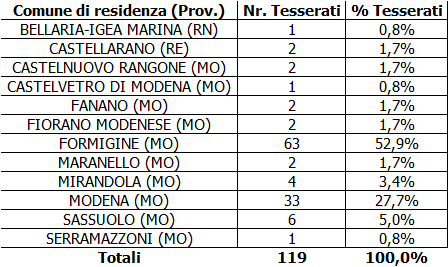 Comune di residenza (Prov.) Nr. Tesserati % Tesserati
BELLARIA-IGEA MARINA (RN) 1 0,8%
CASTELLARANO (RE) 2 1,7%
CASTELNUOVO RANGONE (MO) 2 1,7%
CASTELVETRO DI MODENA (MO) 1 0,8%
FANANO (MO) 2 1,7%
FIORANO MODENESE (MO) 2 1,7%
FORMIGINE (MO) 63 52,9%
MARANELLO (MO) 2 1,7%
MIRANDOLA (MO) 4 3,4%
MODENA (MO) 33 27,7%
SASSUOLO (MO) 6 5,0%
SERRAMAZZONI (MO) 1 0,8%
Totali 119 100,0%